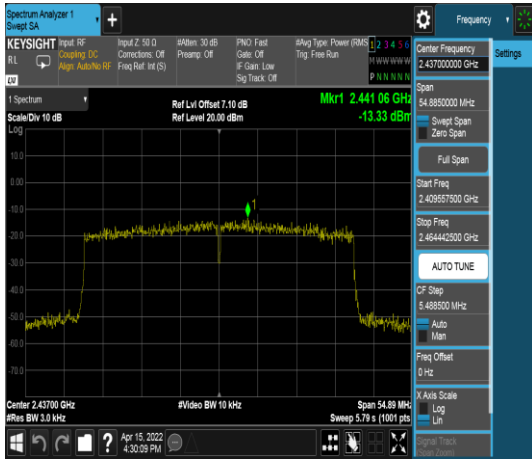 Spectrum Analyzer 1
Swept SA
+
Frequency
KEYSIGHT
RL
LXI
Input: RF
Coupling: DC
Align: Auto/No RF
Input Z: 50 Ω
Corrections: Off
Freq Ref: Int (S)
#Atten: 30 dB
Preamp: Off
PNO: Fast
Gate: Off
IF Gain: Low
Sig Track: Off
#Avg Type: Power (RMS
Trig: Free Run
1 2 3 4 5 6
M W W W W W
P N N N N N
Center Frequency
2.437000000 GHz
Settings
Span
54.8850000 MHz
Swept Span
Zero Span
Full Span
Start Freq
2.409557500 GHz
Stop Freq
2.464442500 GHz
AUTO TUNE
CF Step
5.488500 MHz
Auto
Man
Freq Offset
0 Hz
X Axis Scale
Log
Lin
Signal Track
(Span Zoom)
1 Spectrum
Scale/Div 10 dB
Log
Ref Lvl Offset 7.10 dB
Ref Level 20.00 dBm
Mkr1 2.441 06 GHz
-13.33 dBm
10.0
0.00
-10.0
-20.0
-30.0
-40.0
-50.0
-60.0
-70.0
1
Center 2.43700 GHz
#Res BW 3.0 kHz
#Video BW 10 kHz
Span 54.89 MHz
Sweep 5.79 s (1001 pts)
?
Apr 15, 2022
4:30:09 PM